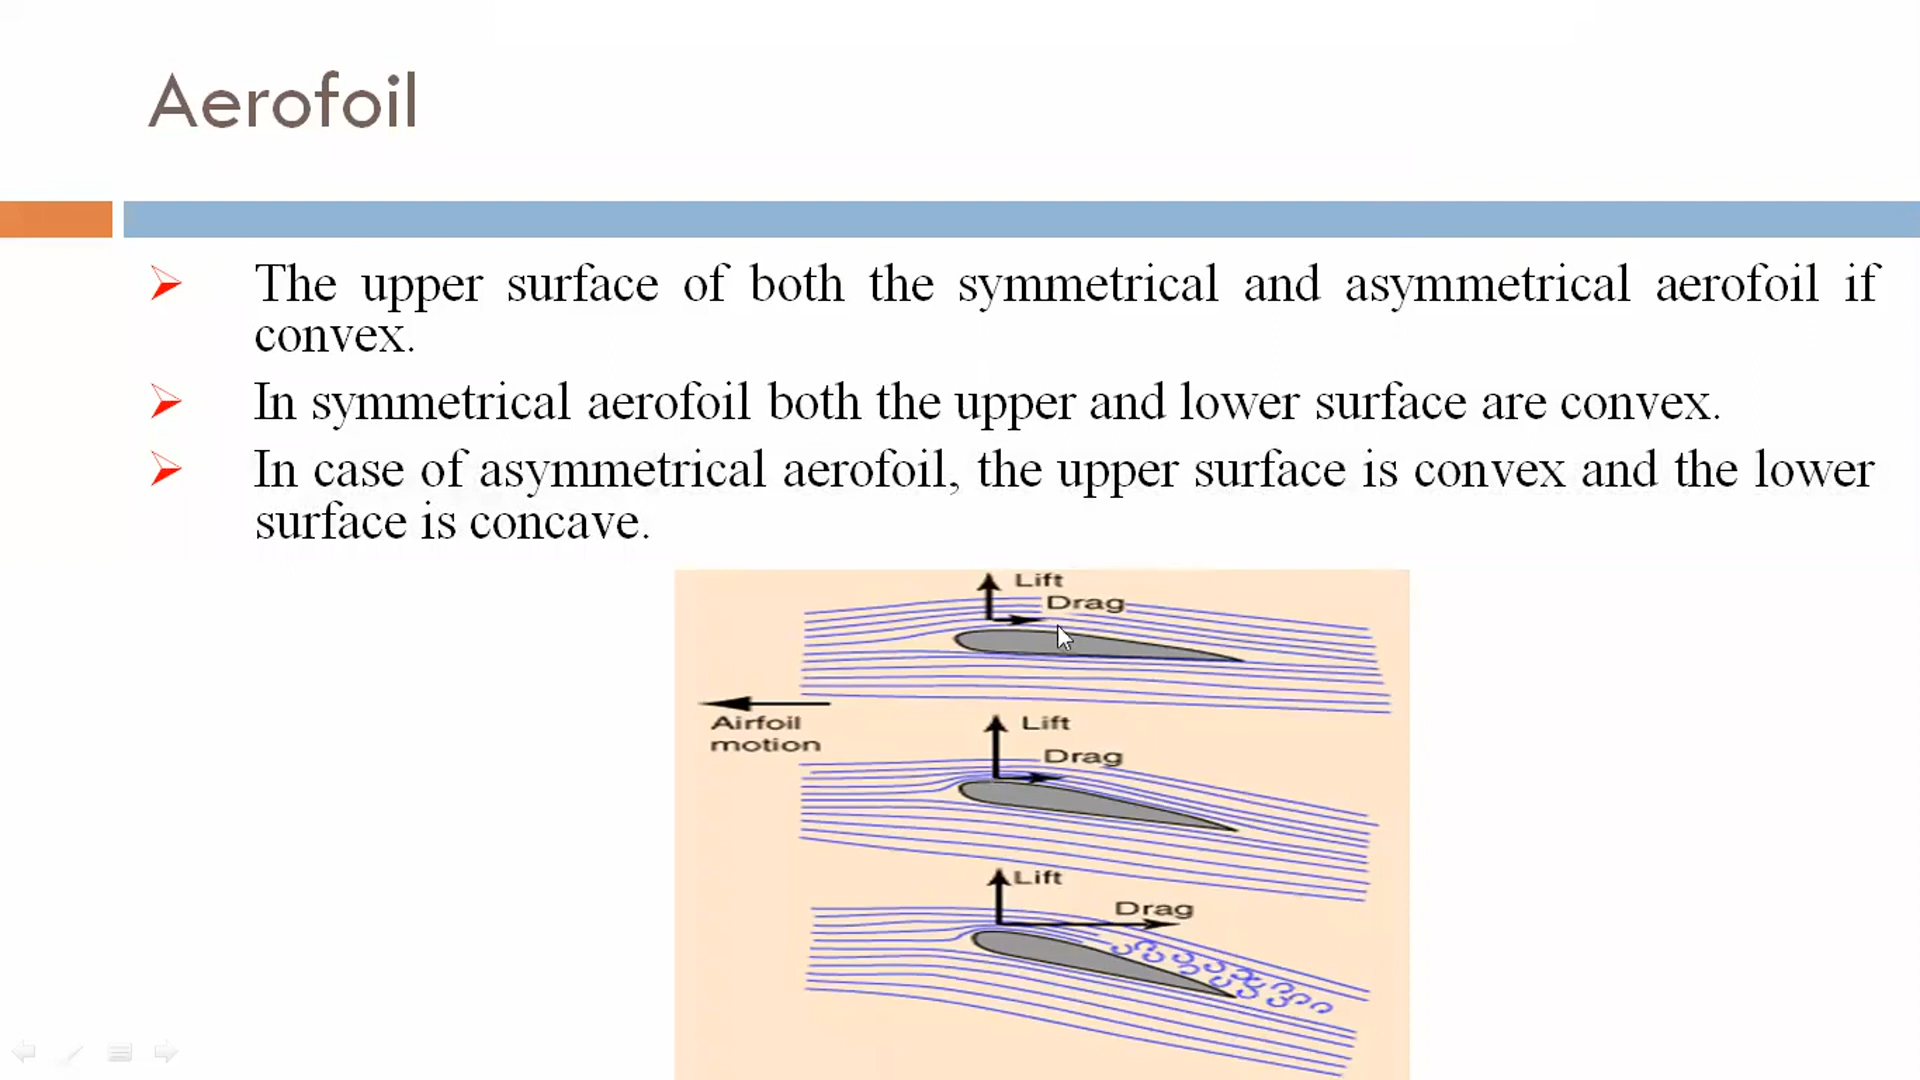 Aerofoil
The upper surface of both the symmetrical and asymmetrical aerofoil if
convex.
In symmetrical aerofoil both the upper and lower surface are convex.
In case of asymmetrical aerofoil, the upper surface is convex and the lower
surface is concave.
Lift
Drag
Airfoil
motion
Lift
Drag
Lift
Drag